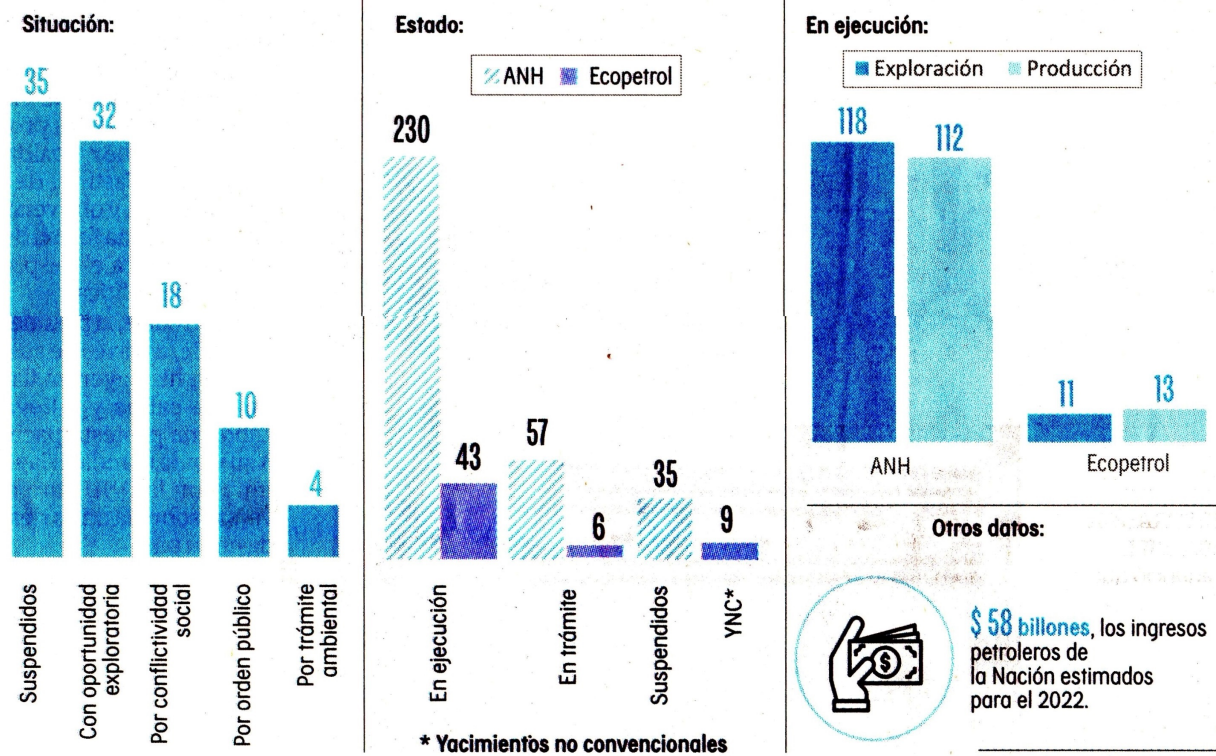 Situación:
35
32
18
10
4
Suspendidos
Con oportunidad
exploratoria
Por conflictividad
social
Por orden público
Por trámite
ambiental
Estado:
ANH Ecopetrol
230
43
57
6
35
9
En ejecución
En trámite
Suspendidos
YNC*
* Yacimientos no convencionales
En ejecución:
Exploración Producción
118
112
11
13
ANH
Ecopetrol
Otros datos:
$
$ 58 billones, los ingresos
petroleros de
la Nación estimados
para el 2022.